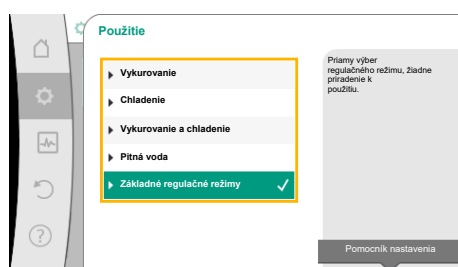 Použitie
Vykurovanie
Chladenie
Vykurovanie a chladenie
Pitná voda
Základné regulačné režimy
Priamy výber
regulačného režimu, žiadne
priradenie k
použitiu.
Pomocník nastavenia